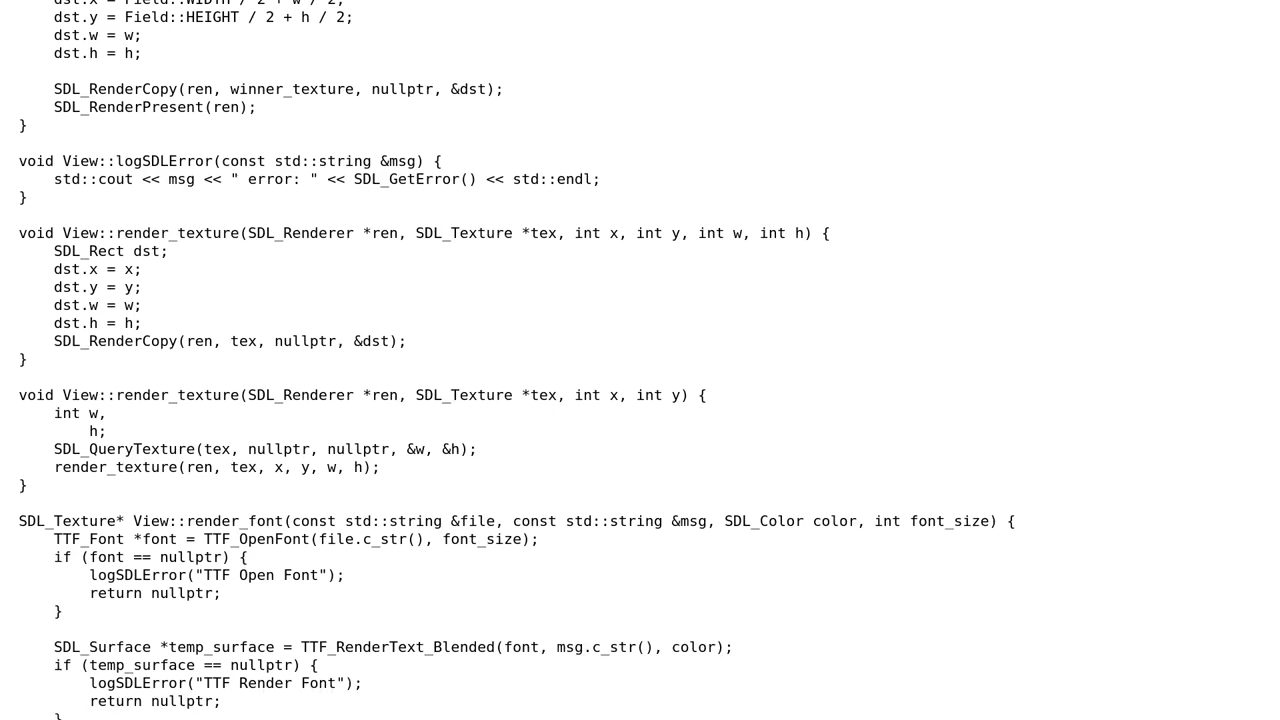 dst.x = Field::WIDTH / 2 + w / 2;
dst.y = Field::HEIGHT / 2 + h / 2;
dst.w = w;
dst.h = h;
SDL_RenderCopy(ren, winner_texture, nullptr, &dst);
SDL_RenderPresent(ren);
}
void View::logSDLError(const std::string &msg) {
std::cout << msg << " error: " << SDL_GetError() << std::endl;
}
void View::render_texture(SDL_Renderer *ren, SDL_Texture *tex, int x, int y, int w, int h) {
SDL_Rect dst;
dst.x = x;
dst.y = y;
dst.w = w;
dst.h = h;
SDL_RenderCopy(ren, tex, nullptr, &dst);
}
void View::render_texture(SDL_Renderer *ren, SDL_Texture *tex, int x, int y) {
int w,
h;
SDL_QueryTexture(tex, nullptr, nullptr, &w, &h);
render_texture(ren, tex, x, y, w, h);
}
SDL_Texture* View::render_font(const std::string &file, const std::string &msg, SDL_Color color, int font_size) {
TTF_Font *font = TTF_OpenFont(file.c_str(), font_size);
if (font == nullptr) {
logSDLError("TTF Open Font");
return nullptr;
}
SDL_Surface *temp_surface = TTF_RenderText_Blended(font, msg.c_str(), color);
if (temp_surface == nullptr) {
logSDLError("TTF Render Font");
return nullptr;
}